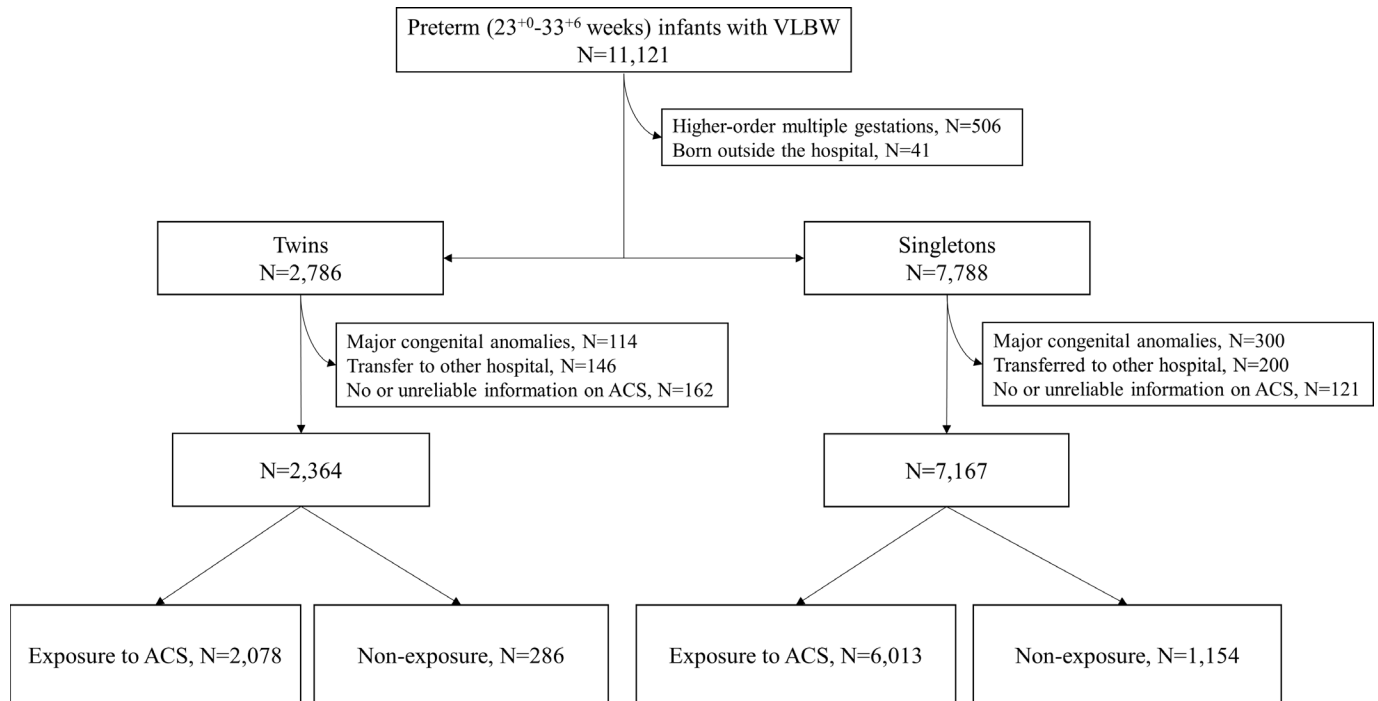 Preterm (23⁺⁰-33⁺⁶ weeks) infants with VLBW
N=11,121
Higher-order multiple gestations, N=506
Born outside the hospital, N=41
Twins
N=2,786
Singletons
N=7,788
Major congenital anomalies, N=114
Transfer to other hospital, N=146
No or unreliable information on ACS, N=162
Major congenital anomalies, N=300
Transferred to other hospital, N=200
No or unreliable information on ACS, N=121
N=2,364
N=7,167
Exposure to ACS, N=2,078
Non-exposure, N=286
Exposure to ACS, N=6,013
Non-exposure, N=1,154